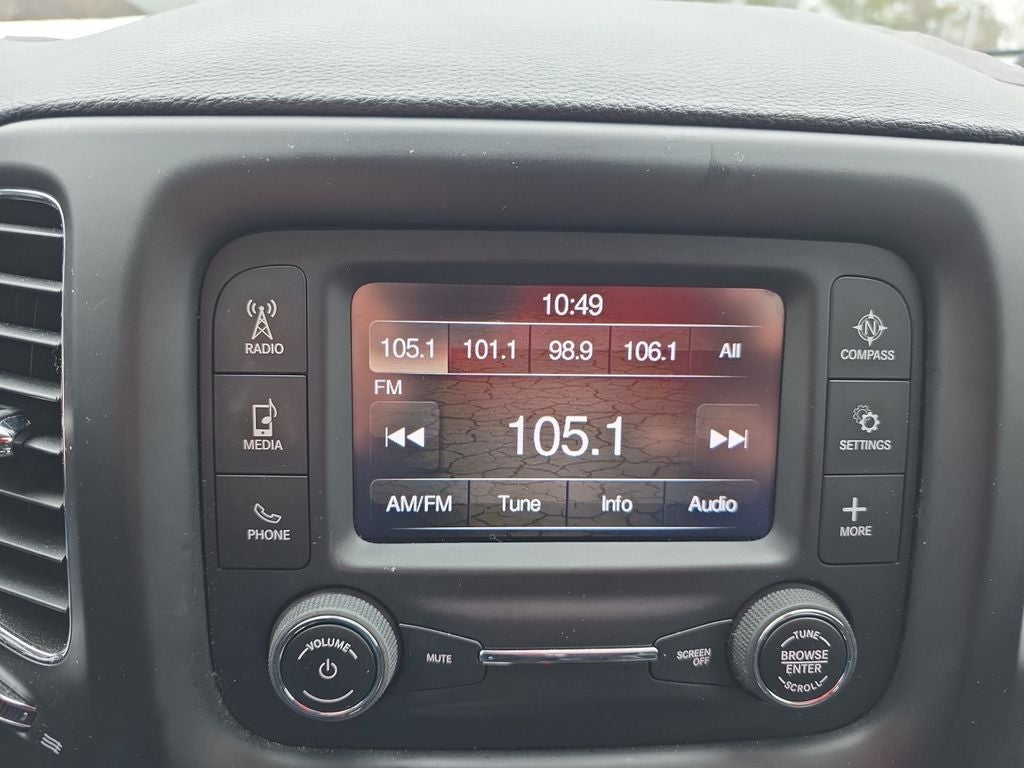 10:49
105.1 101.1 98.9 106.1 All
FM
105.1
AM/FM Tune Info Audio
RADIO
MEDIA
PHONE
N
COMPASS
SETTINGS
MORE
VOLUME
MUTE
SCREEN
OFF
TUNE
BROWSE
ENTER
SCROLL